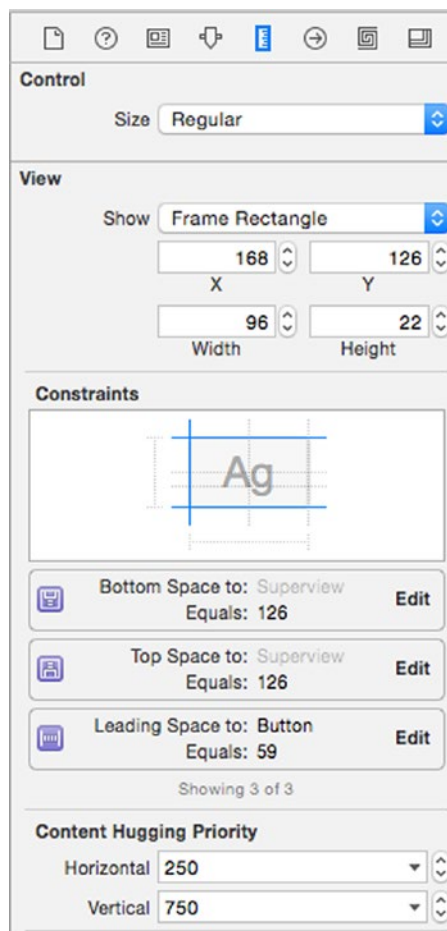 Control
Size Regular
View
Show Frame Rectangle
168 126
X Y
96 22
Width Height
Constraints
Ag
Bottom Space to: Superview
Equals: 126
Edit
Top Space to: Superview
Equals: 126
Edit
Leading Space to: Button
Equals: 59
Edit
Showing 3 of 3
Content Hugging Priority
Horizontal 250
Vertical 750